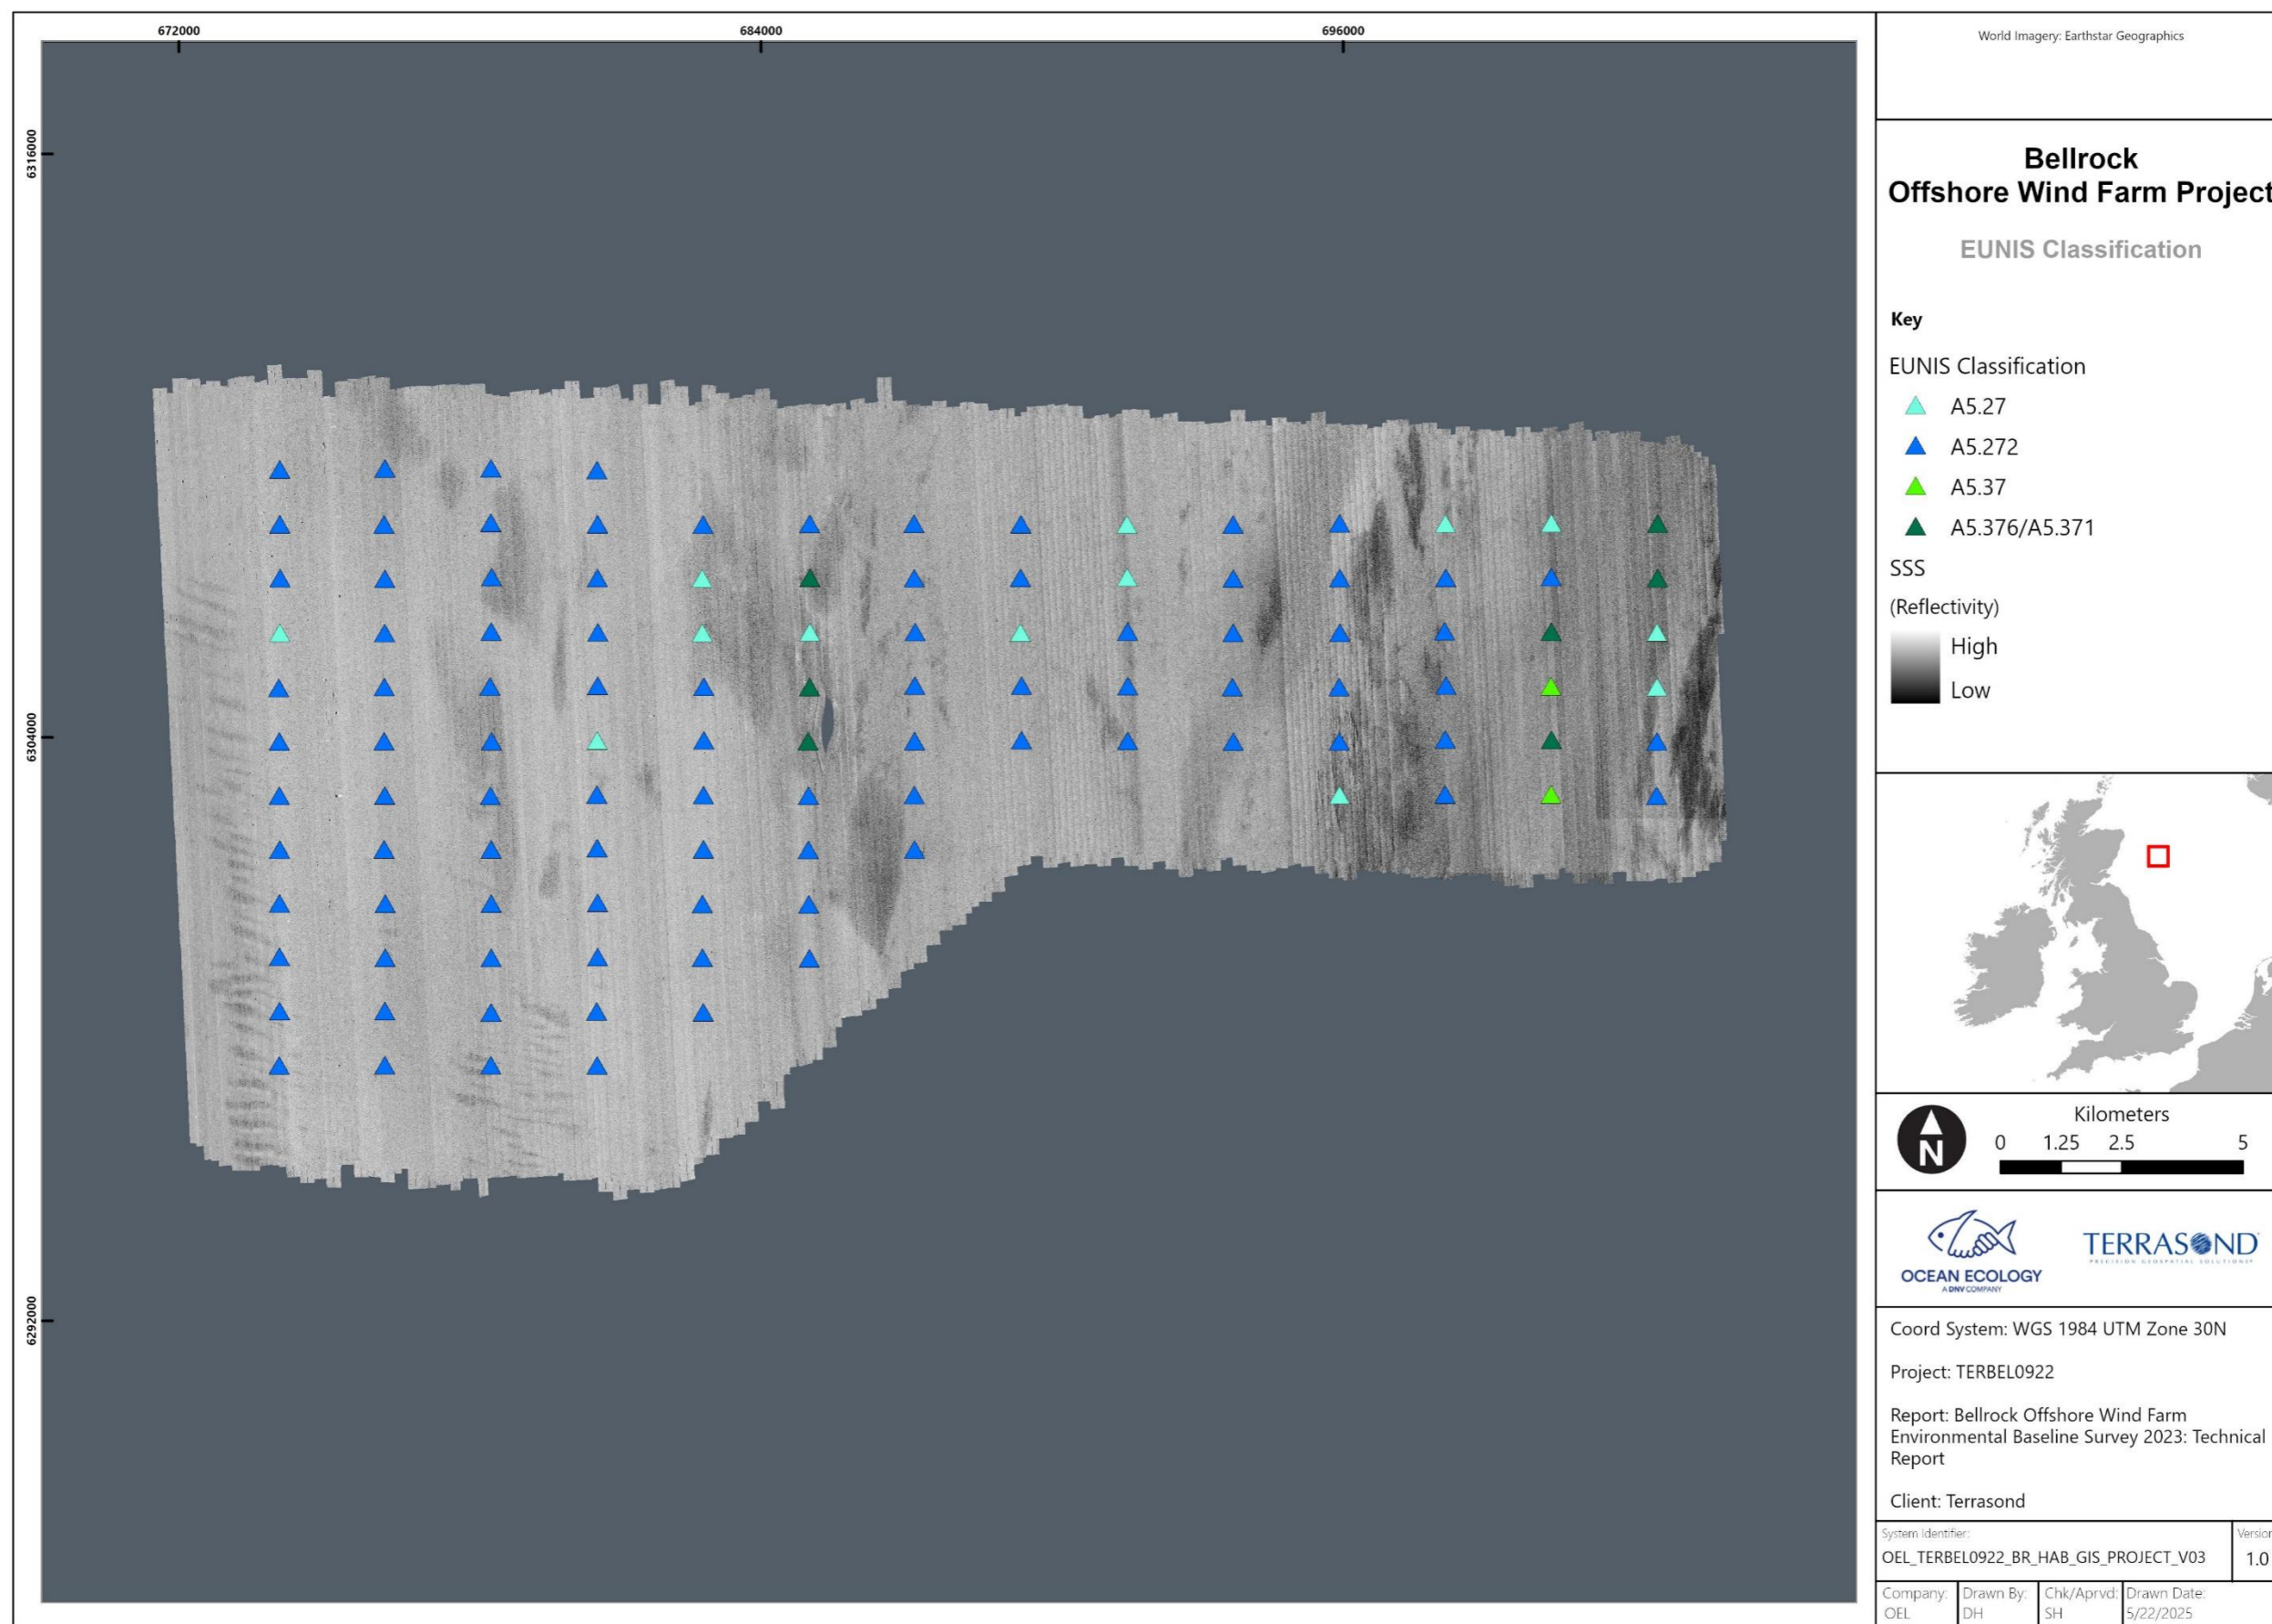 672000
684000
696000
6316000
6304000
6292000
World Imagery: Earthstar Geographics
Bellrock
Offshore Wind Farm Project
EUNIS Classification
Key
EUNIS Classification
A5.27
A5.272
A5.37
A5.376/A5.371
SSS
(Reflectivity)
High
Low
Kilometers
0 1.25 2.5 5
N
OCEAN ECOLOGY
A DNV COMPANY
TERRASOND
PRECISION GEOSPATIAL SOLUTIONS®
Coord System: WGS 1984 UTM Zone 30N
Project: TERBEL0922
Report: Bellrock Offshore Wind Farm
Environmental Baseline Survey 2023: Technical
Report
Client: Terrasond
System Identifier:
OEL_TERBEL0922_BR_HAB_GIS_PROJECT_V03
Version
1.0
Company: Drawn By: Chk/Aprvd: Drawn Date:
OEL DH SH 5/22/2025